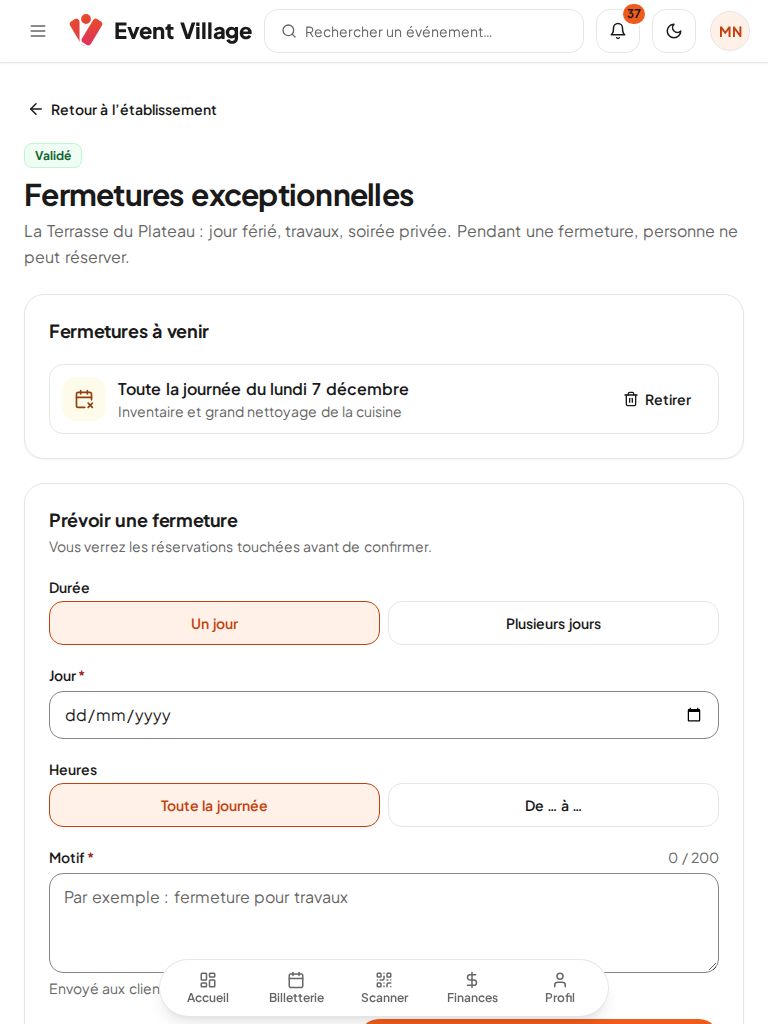 Event Village
Rechercher un événement...
37
MN
Retour à l'établissement
Validé
Fermetures exceptionnelles
La Terrasse du Plateau : jour férié, travaux, soirée privée. Pendant une fermeture, personne ne
peut réserver.
Fermetures à venir
Toute la journée du lundi 7 décembre
Inventaire et grand nettoyage de la cuisine
Retirer
Prévoir une fermeture
Vous verrez les réservations touchées avant de confirmer.
Durée
Un jour
Plusieurs jours
Jour *
dd/mm/yyyy
Heures
Toute la journée
De ... à ...
Motif *
0 / 200
Par exemple : fermeture pour travaux
Envoyé aux clien
Accueil
Billetterie
Scanner
Finances
Profil